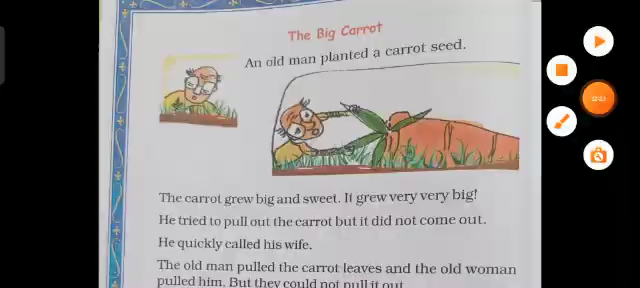 The Big Carrot
An old man planted a carrot seed.
The carrot grew big and sweet. It grew very very big!
He tried to pull out the carrot but it did not come out.
He quickly called his wife.
The old man pulled the carrot leaves and the old woman
pulled him. But they could not pull it out